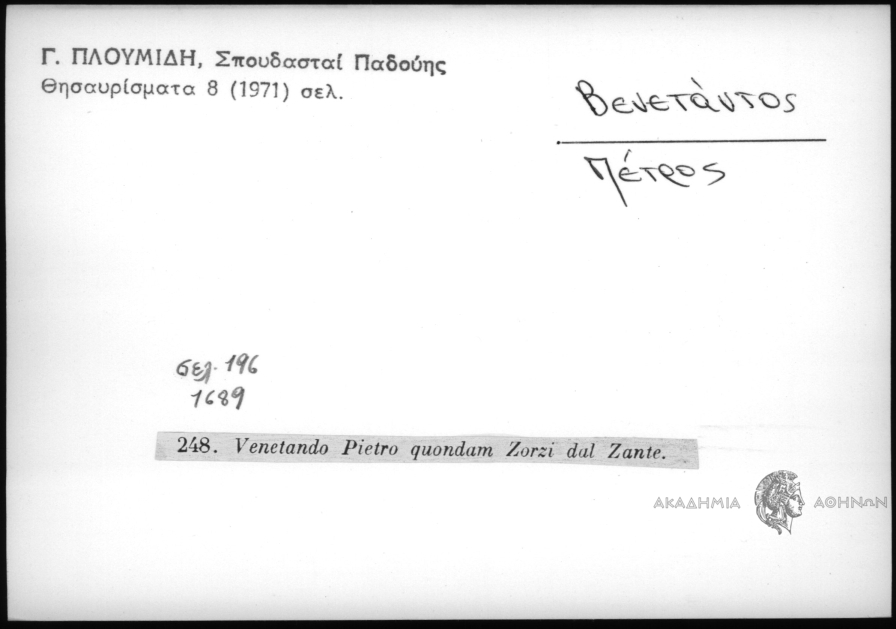 Γ. ΠΛΟΥΜΙΔΗ, Σπουδασταί Παδούης
Θησαυρίσματα 8 (1971) σελ.
Βενετάντος
Πέτρος
σελ. 196
1689
248. Venetando Pietro quondam Zorzi dal Zante.
ΑΚΑΔΗΜΙΑ ΑΘΗΝΩΝ